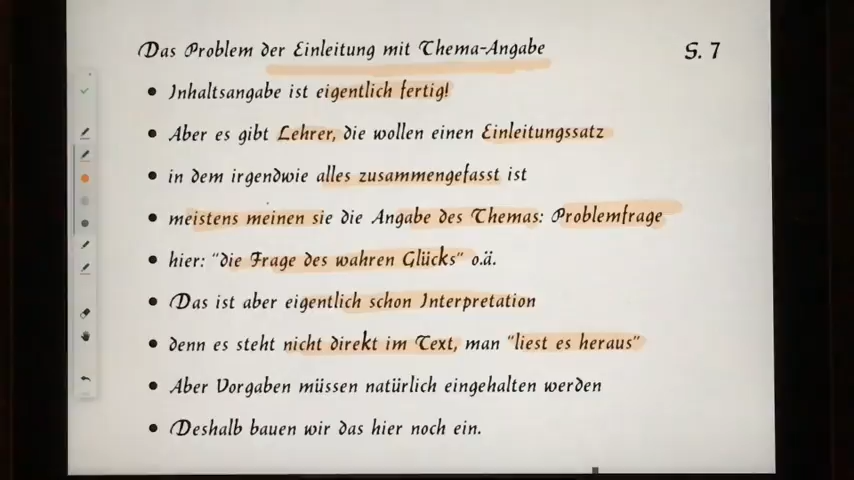 Das Problem der Einleitung mit Thema-Angabe S. 7
• Inhaltsangabe ist eigentlich fertig!
• Aber es gibt Lehrer, die wollen einen Einleitungssatz
• in dem irgendwie alles zusammengefasst ist
• meistens meinen sie die Angabe des Themas: Problemfrage
• hier: "die Frage des wahren Glücks" o.ä.
• Das ist aber eigentlich schon Interpretation
• denn es steht nicht direkt im Text, man "liest es heraus"
• Aber Vorgaben müssen natürlich eingehalten werden
• Deshalb bauen wir das hier noch ein.